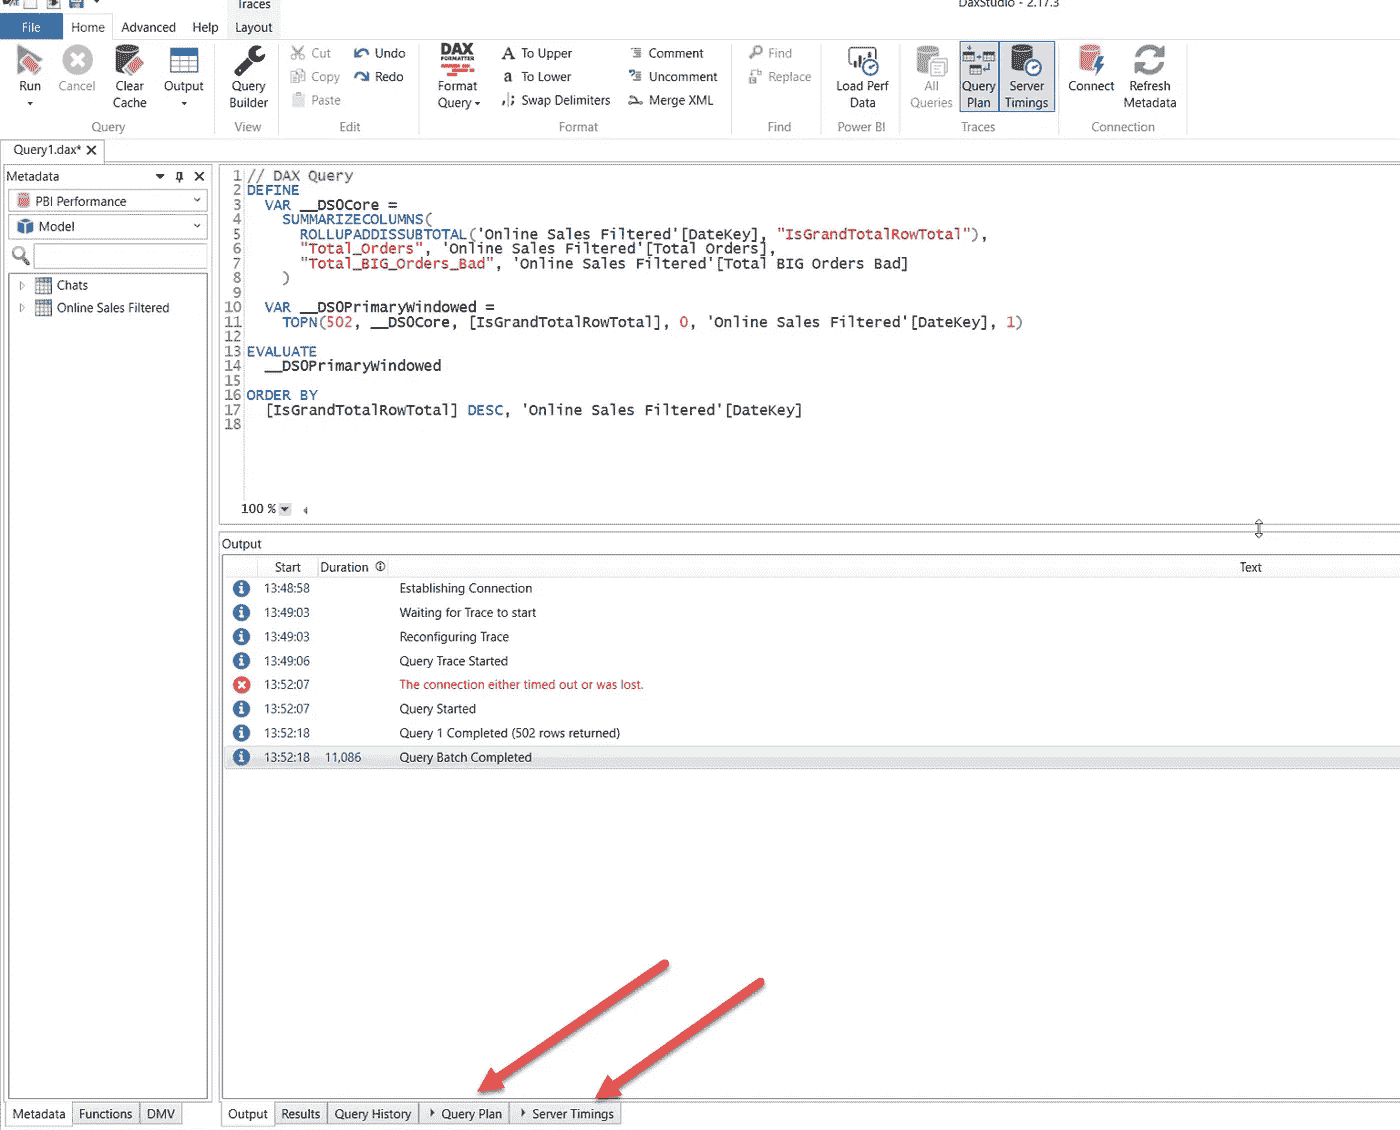 Traces
DaxStudio - 2.17.3
File Home Advanced Help Layout
Run Cancel Clear Cache Output
Query
Query Builder
View
Cut Undo
Copy Redo
Paste
Edit
DAX FORMATTER
Format Query
To Upper Comment
a To Lower Uncomment
Swap Delimiters Merge XML
Format
Find
Replace
Find
Load Perf Data
Power BI
All Queries Query Plan Server Timings
Traces
Connect Refresh Metadata
Connection
Query1.dax*
Metadata
PBI Performance
Model
Chats
Online Sales Filtered
1 // DAX Query
2 DEFINE
3 VAR __DS0Core =
4 SUMMARIZECOLUMNS(
5 ROLLUPADDISSUBTOTAL('Online Sales Filtered'[DateKey], "IsGrandTotalRowTotal"),
6 "Total_Orders", 'Online Sales Filtered'[Total Orders],
7 "Total_BIG_Orders_Bad", 'Online Sales Filtered'[Total BIG Orders Bad]
8 )
9
10 VAR __DS0PrimaryWindowed =
11 TOPN(502, __DS0Core, [IsGrandTotalRowTotal], 0, 'Online Sales Filtered'[DateKey], 1)
12
13 EVALUATE
14 __DS0PrimaryWindowed
15
16 ORDER BY
17 [IsGrandTotalRowTotal] DESC, 'Online Sales Filtered'[DateKey]
18
100 %
Output
Start Duration Text
13:48:58 Establishing Connection
13:49:03 Waiting for Trace to start
13:49:03 Reconfiguring Trace
13:49:06 Query Trace Started
13:52:07 The connection either timed out or was lost.
13:52:07 Query Started
13:52:18 Query 1 Completed (502 rows returned)
13:52:18 11,086 Query Batch Completed
Metadata Functions DMV
Output Results Query History Query Plan Server Timings